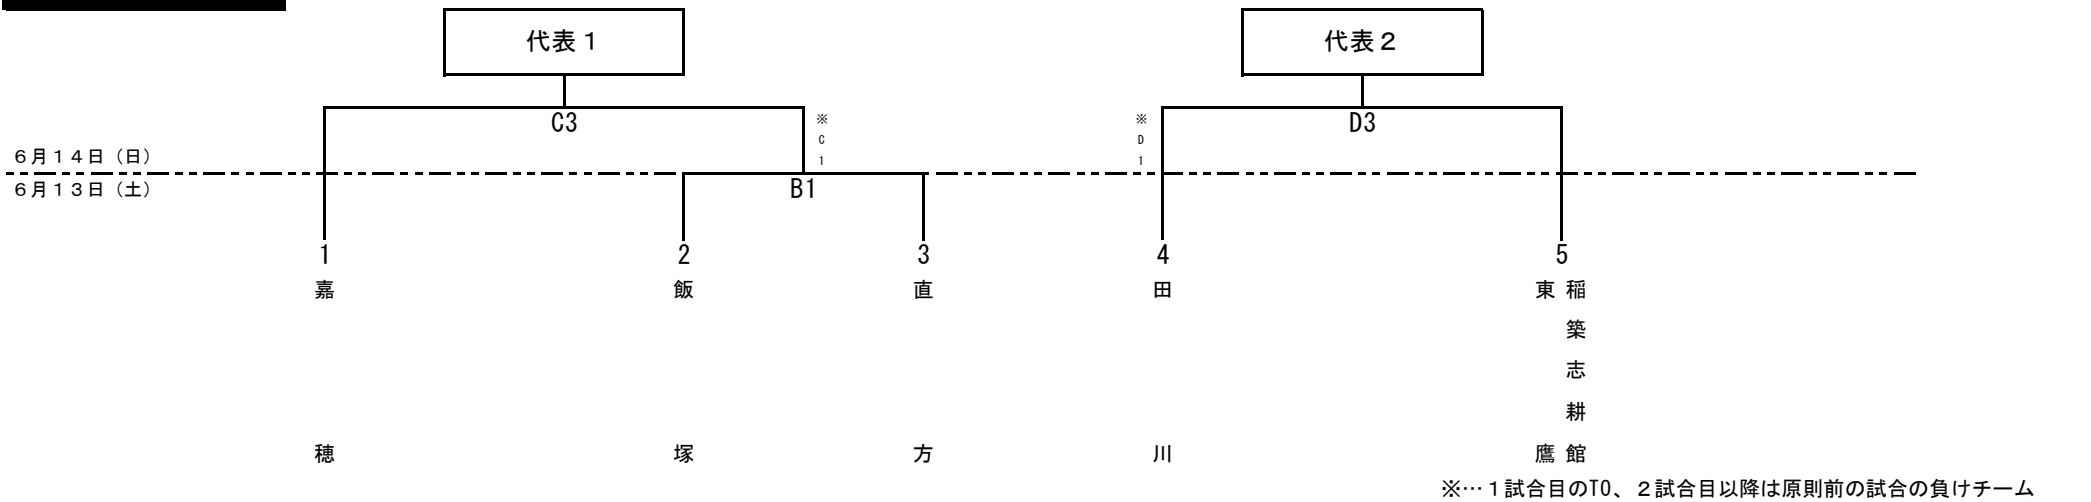 代表１
代表２
C3
※C1
※D1
D3
６月１４日（日）
６月１３日（土）
B1
1
2
3
4
5
嘉穂
飯塚
直方
田川
稲築志耕館
東鷹
※…１試合目のTO、２試合目以降は原則前の試合の負けチーム